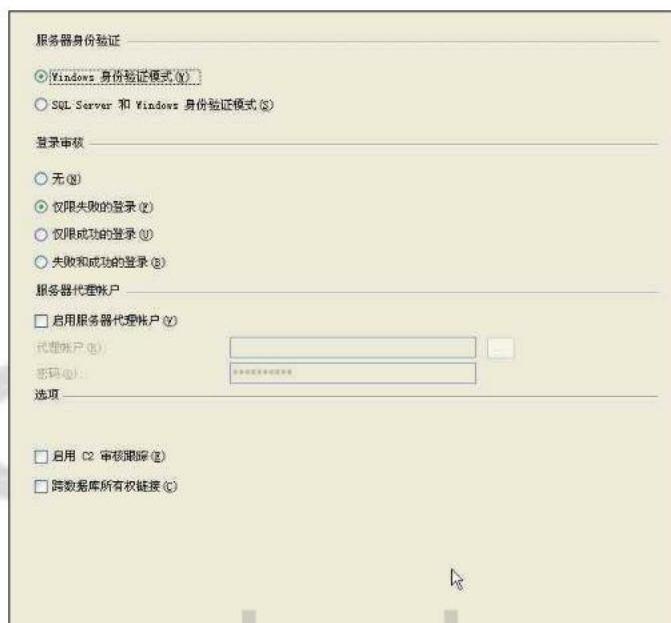 服务器身份验证
Windows 身份验证模式(W)
SQL Server 和 Windows 身份验证模式(S)
登录审核
无(N)
仅限失败的登录(F)
仅限成功的登录(U)
失败和成功的登录(B)
服务器代理帐户
启用服务器代理帐户(V)
代理帐户(R):
...
密码(D):
**********
选项
启用 C2 审核跟踪(E)
跨数据库所有权链接(C)